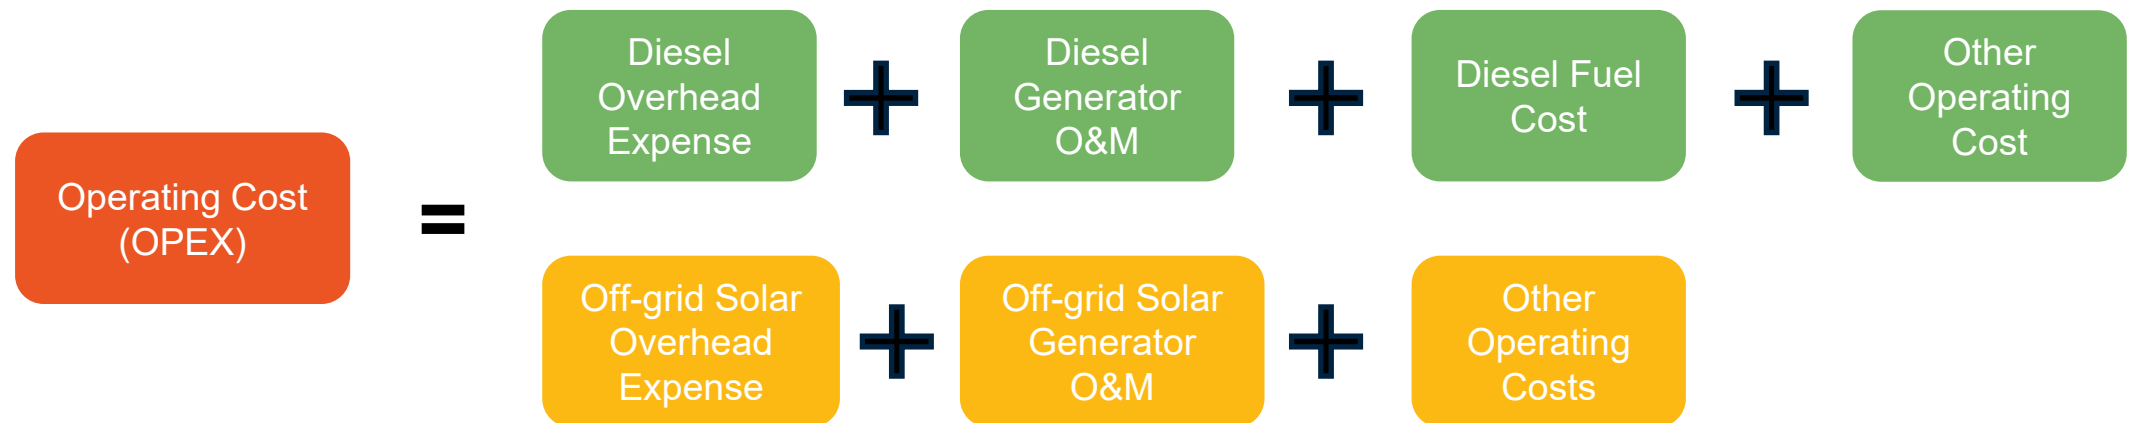 Operating Cost
(OPEX)
=
Diesel
Overhead
Expense
+
Diesel
Generator
O&M
+
Diesel Fuel
Cost
+
Other
Operating
Cost
Off-grid Solar
Overhead
Expense
+
Off-grid Solar
Generator
O&M
+
Other
Operating
Costs